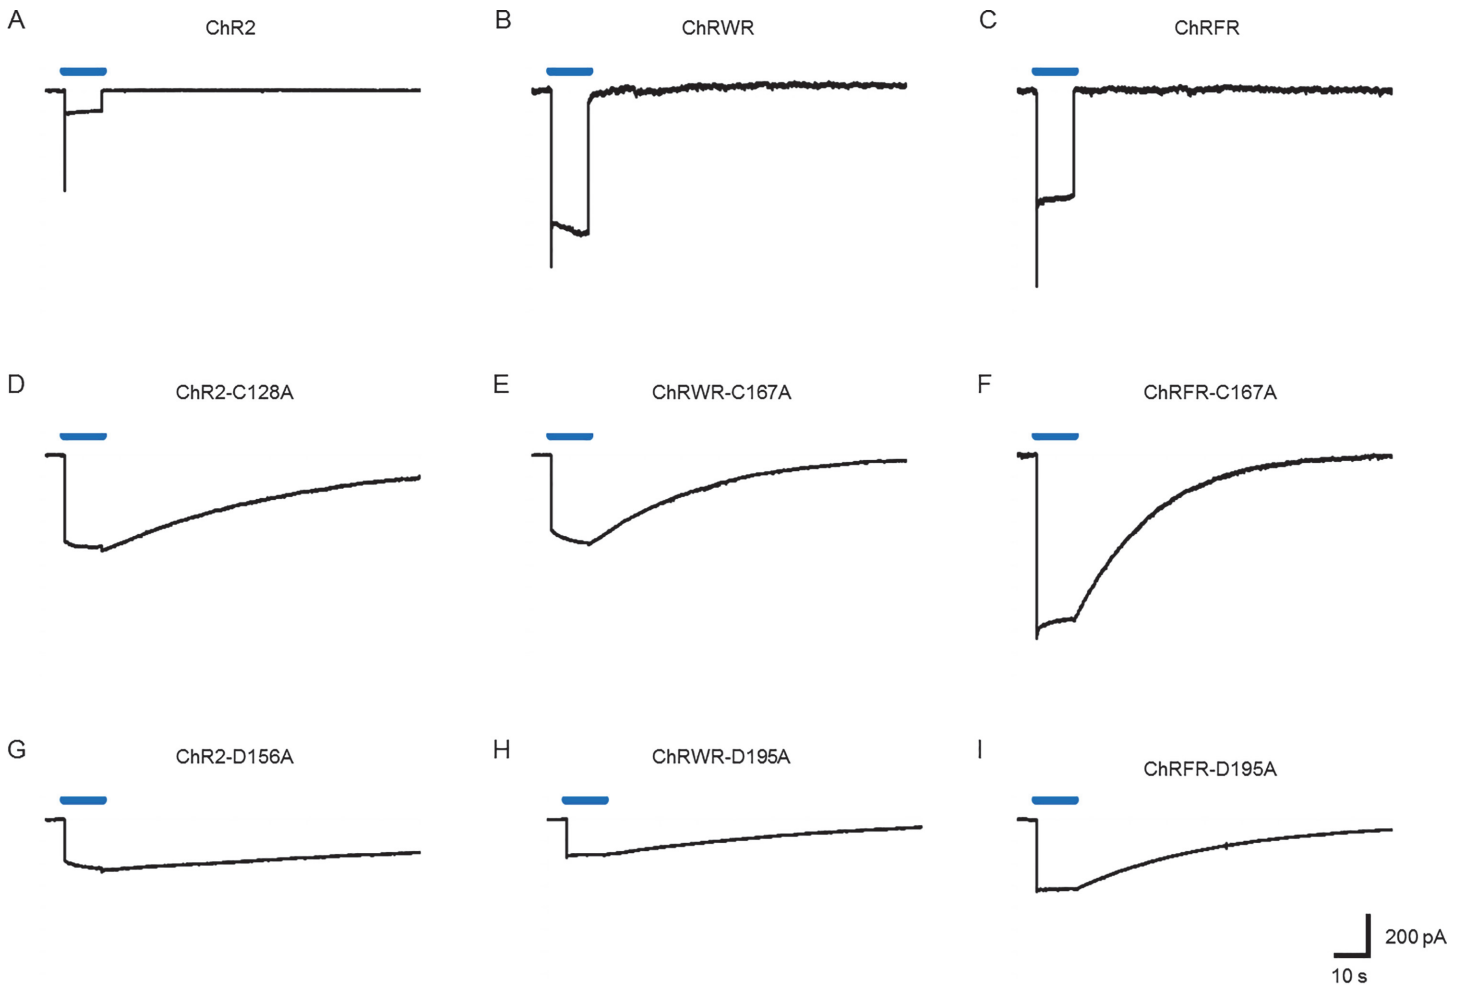 A
ChR2
B
ChRWR
C
ChRFR
D
ChR2-C128A
E
ChRWR-C167A
F
ChRFR-C167A
G
ChR2-D156A
H
ChRWR-D195A
I
ChRFR-D195A
200 pA
10 s